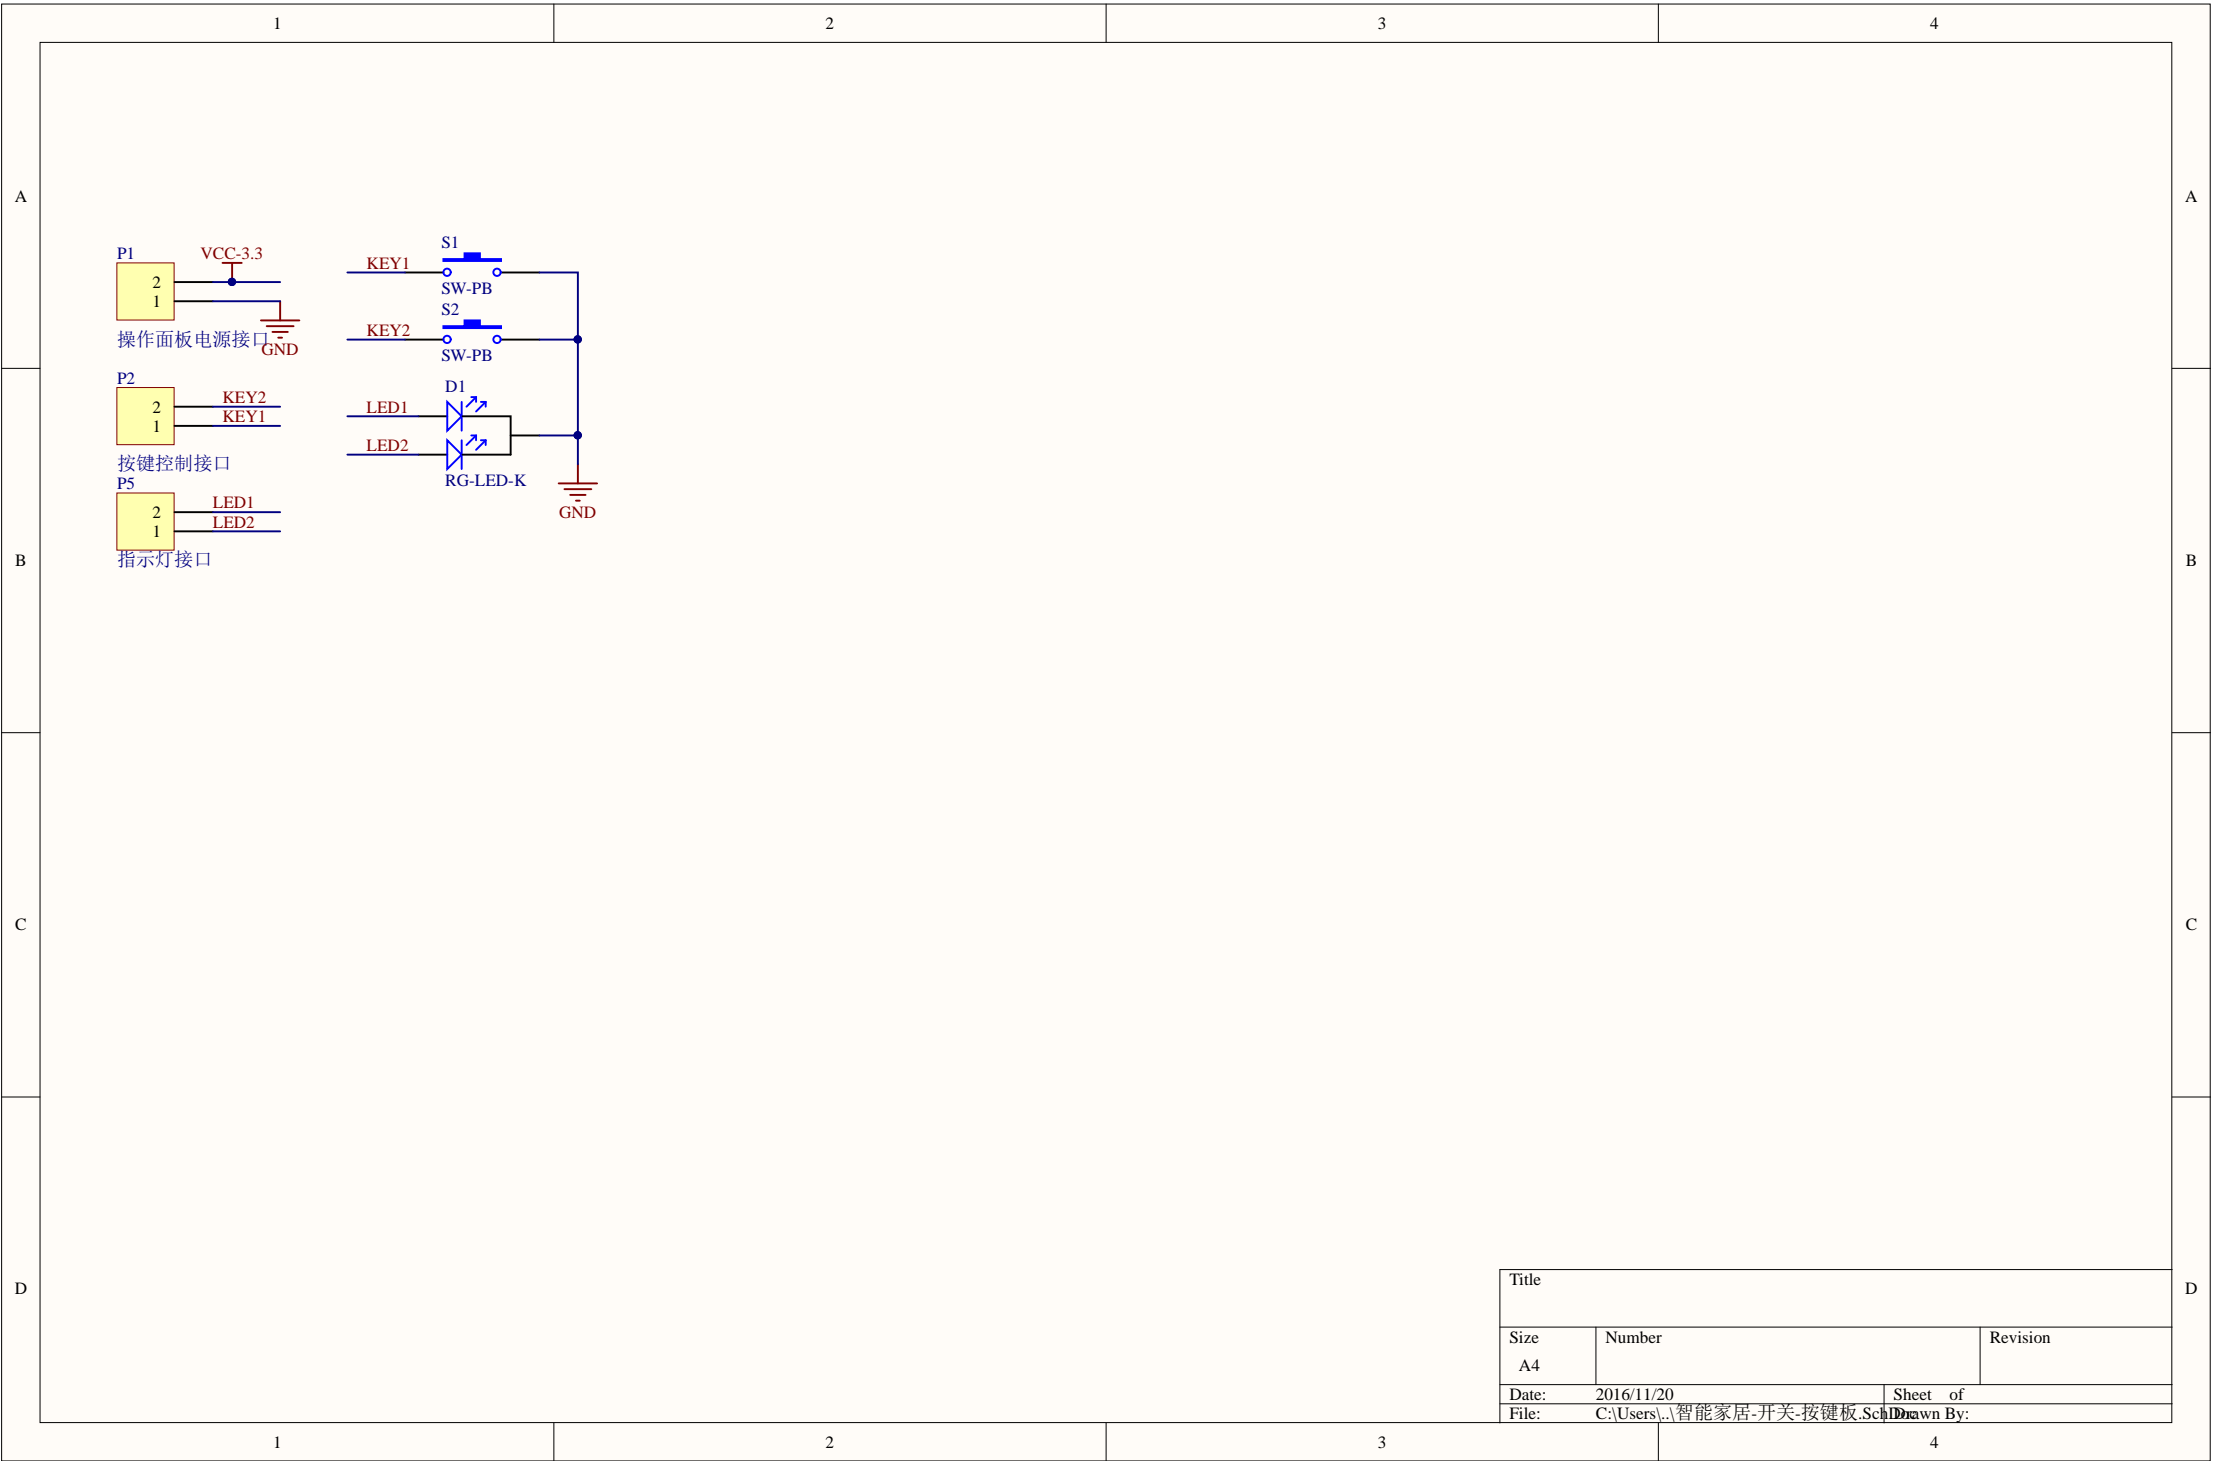 1 2 3 4
A A
P1 VCC-3.3
2
1
操作面板电源接口
GND
S1
KEY1
SW-PB
S2
KEY2
SW-PB
P2
2 KEY2
1 KEY1
按键控制接口
D1
LED1
LED2
RG-LED-K
GND
P5
2 LED1
1 LED2
指示灯接口
B B
C C
D D
Title
Size Number Revision
A4
Date: 2016/11/20 Sheet of
File: C:\Users\..\智能家居-开关-按键板.SchDoc Drawn By:
1 2 3 4